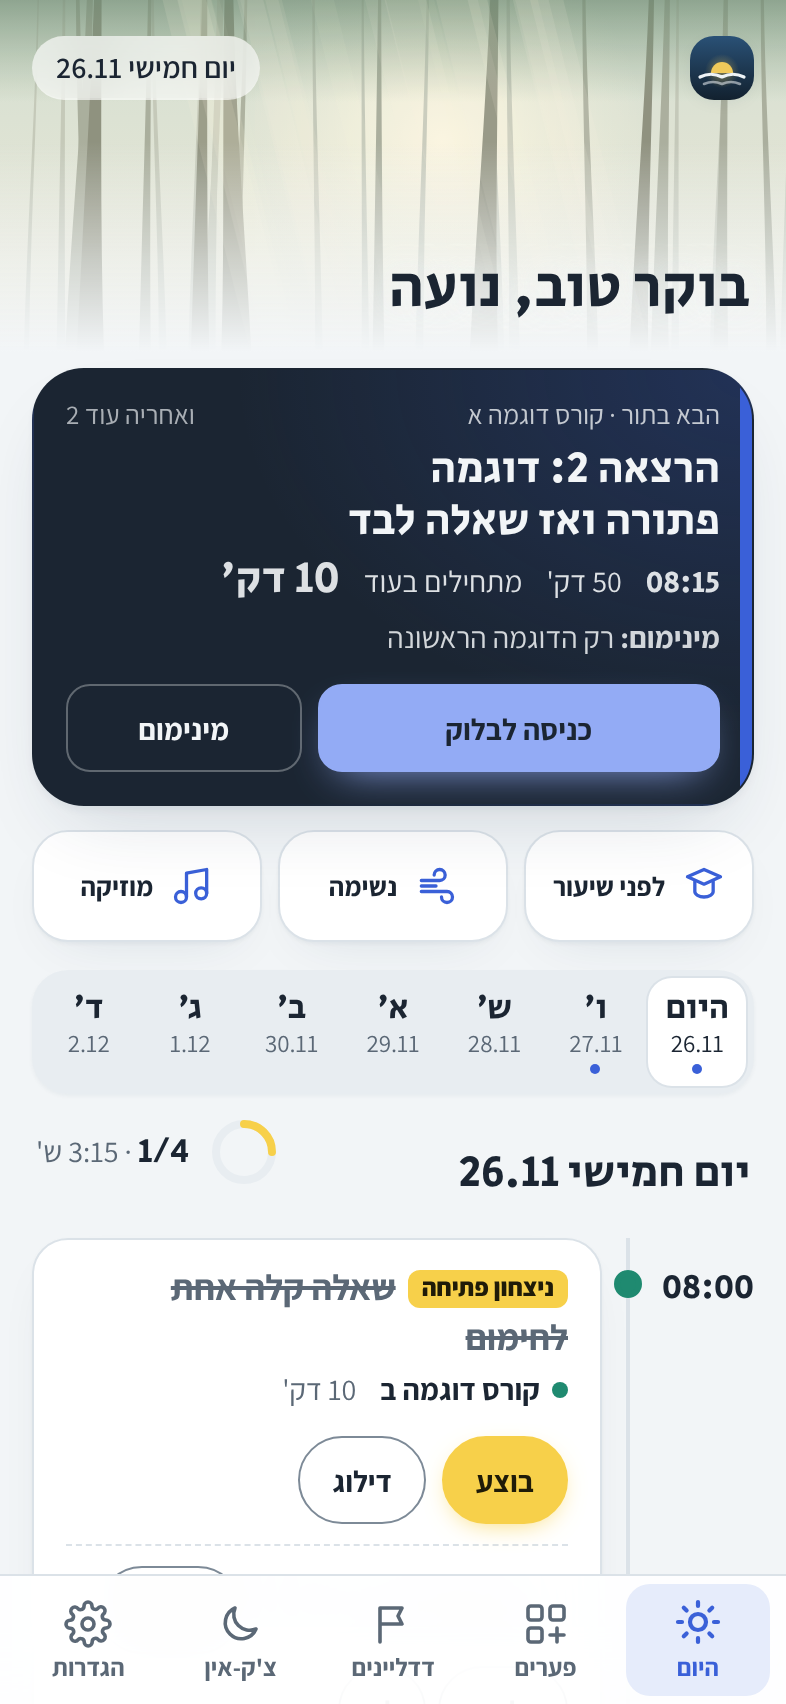 יום חמישי 26.11
בוקר טוב, נועה
הבא בתור · קורס דוגמה א
ואחריה עוד 2
הרצאה 2: דוגמה
פתורה ואז שאלה לבד
08:15 50 דק' מתחילים בעוד 10 דק׳
מינימום: רק הדוגמה הראשונה
כניסה לבלוק
מינימום
לפני שיעור
נשימה
מוזיקה
היום ו׳ ש׳ א׳ ב׳ ג׳ ד׳
26.11 27.11 28.11 29.11 30.11 1.12 2.12
יום חמישי 26.11
1/4 · 3:15 ש'
08:00
ניצחון פתיחה שאלה קלה אחת
לחימום
קורס דוגמה ב 10 דק'
בוצע
דילוג
היום
פערים
דדליינים
צ'ק-אין
הגדרות